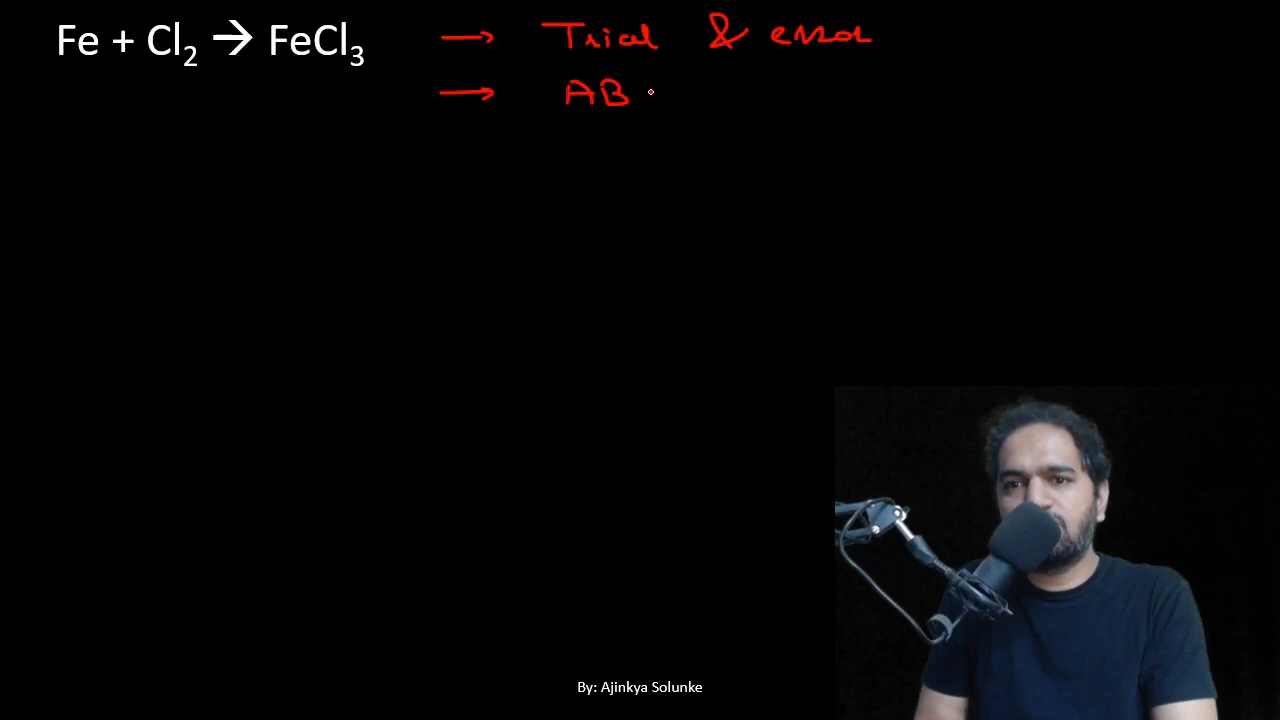 Fe + Cl₂ → FeCl₃ → Trial & error
→ AB
By: Ajinkya Solunke